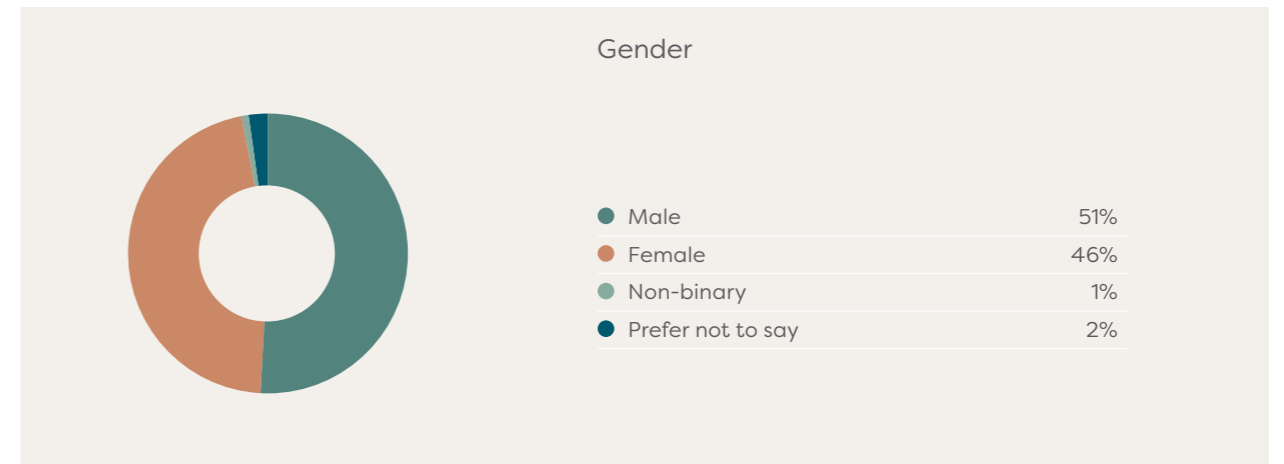 Gender
Male 51%
Female 46%
Non-binary 1%
Prefer not to say 2%